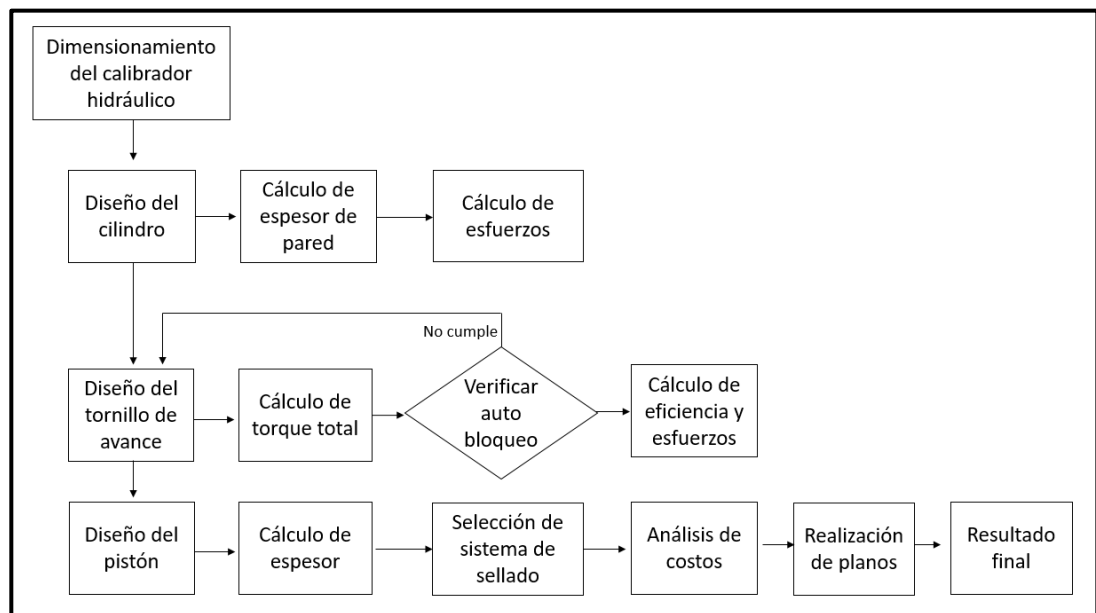 Dimensionamiento
del calibrador
hidráulico
Diseño del
cilindro
Cálculo de
espesor de
pared
Cálculo de
esfuerzos
No cumple
Diseño del
tornillo de
avance
Cálculo de
torque total
Verificar
auto
bloqueo
Cálculo de
eficiencia y
esfuerzos
Diseño del
pistón
Cálculo de
espesor
Selección de
sistema de
sellado
Análisis de
costos
Realización
de planos
Resultado
final